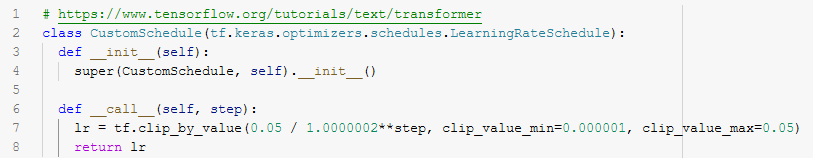 1 # https://www.tensorflow.org/tutorials/text/transformer
2 class CustomSchedule(tf.keras.optimizers.schedules.LearningRateSchedule):
3   def __init__(self):
4     super(CustomSchedule, self).__init__()
5
6   def __call__(self, step):
7     lr = tf.clip_by_value(0.05 / 1.0000002**step, clip_value_min=0.000001, clip_value_max=0.05)
8     return lr